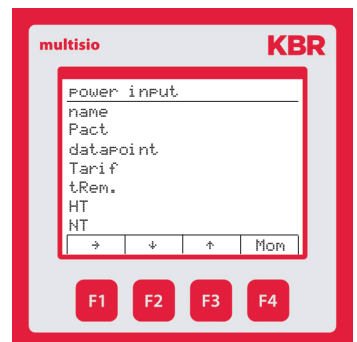 multisio KBR
power input
name
Pact
datapoint
Tarif
tRem.
HT
NT
→ ↓ ↑ Mom
F1 F2 F3 F4